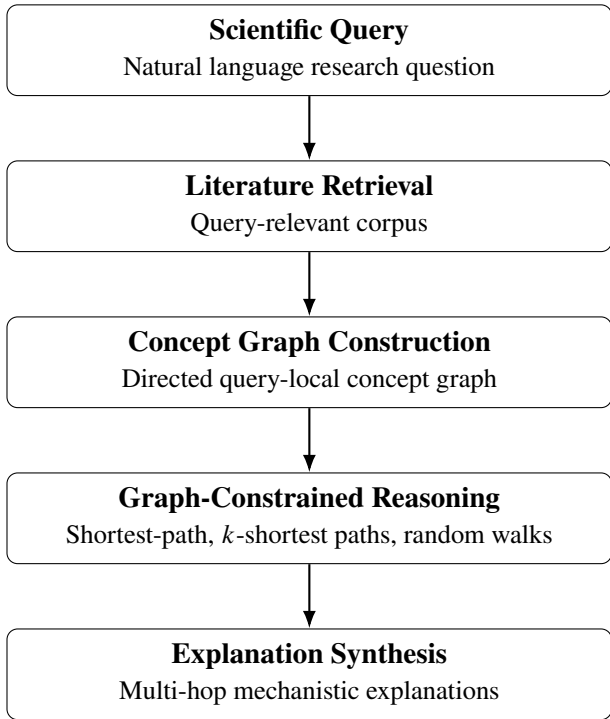 Scientific Query
Natural language research question
Literature Retrieval
Query-relevant corpus
Concept Graph Construction
Directed query-local concept graph
Graph-Constrained Reasoning
Shortest-path, k-shortest paths, random walks
Explanation Synthesis
Multi-hop mechanistic explanations